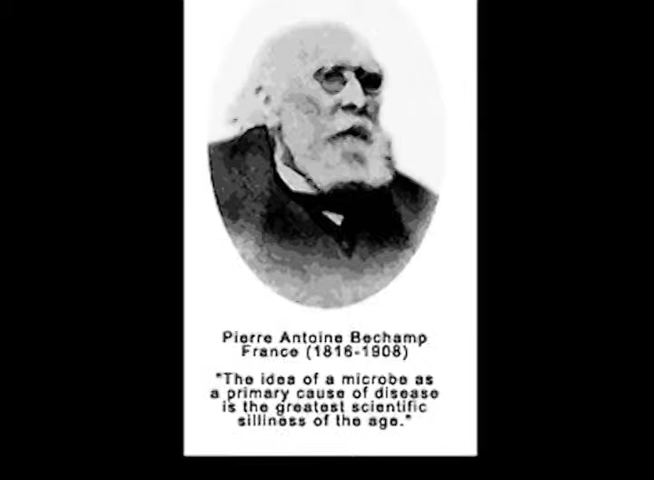 Pierre Antoine Bechamp
France (1816-1908)
"The idea of a microbe as
a primary cause of disease
is the greatest scientific
silliness of the age."